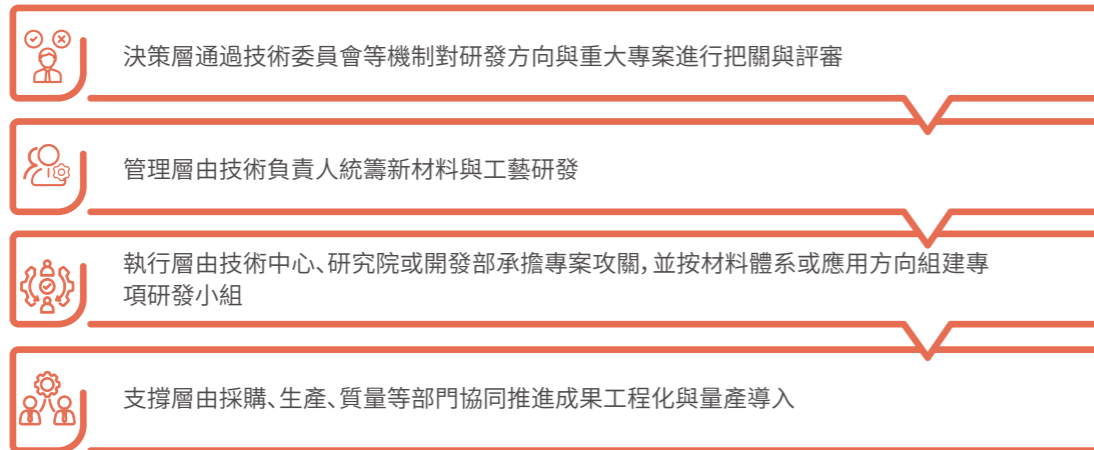 決策層通過技術委員會等機制對研發方向與重大專案進行把關與評審
管理層由技術負責人統籌新材料與工藝研發
執行層由技術中心、研究院或開發部承擔專案攻關,並按材料體系或應用方向組建專
項研發小組
支撐層由採購、生產、質量等部門協同推進成果工程化與量產導入